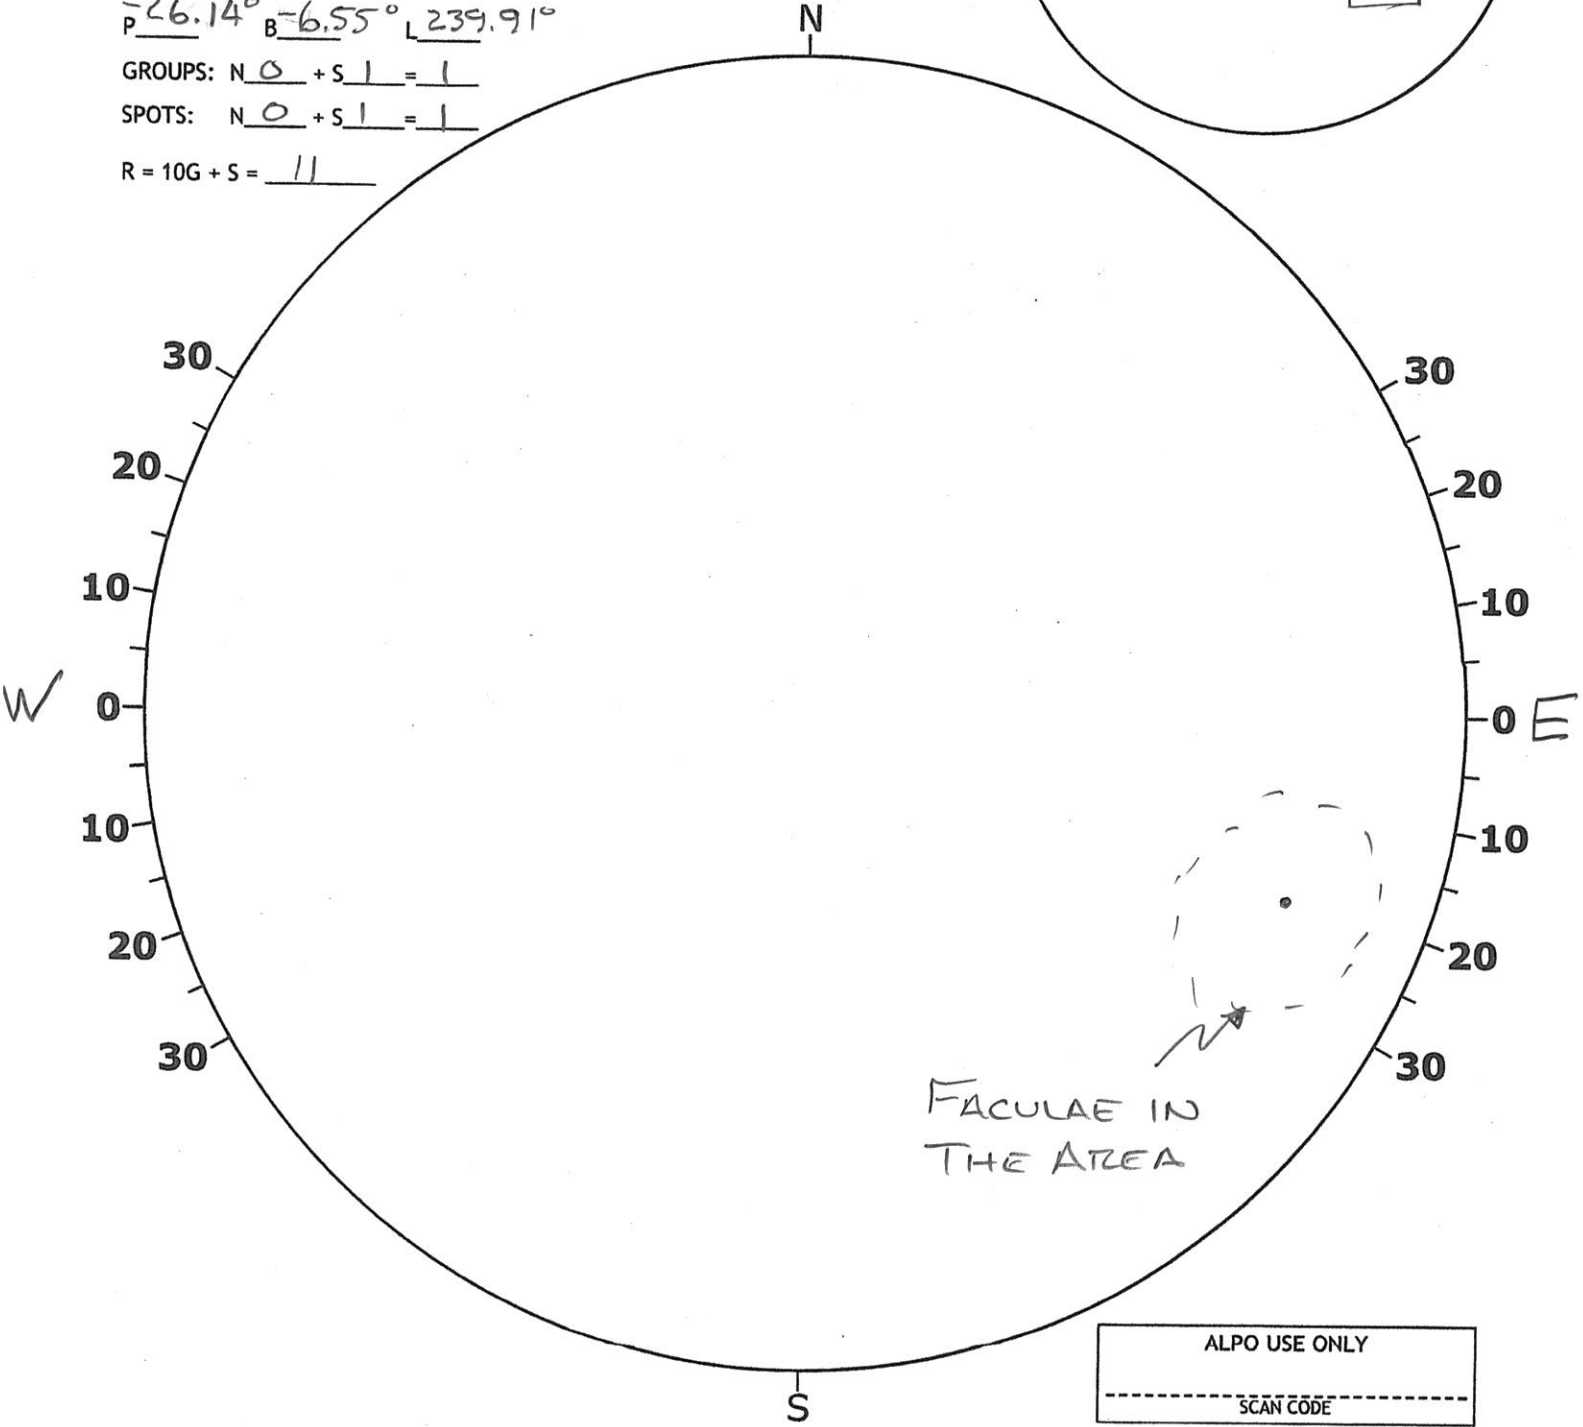 P -26.14° B -6.55° L 239.91°
GROUPS: N 0 + S 1 = 1
SPOTS: N 0 + S 1 = 1
R = 10G + S = 11
N
30
30
20
20
10
10
W 0
0 E
10
10
20
20
30
30
FACULAE IN
THE AREA
ALPO USE ONLY
SCAN CODE
S